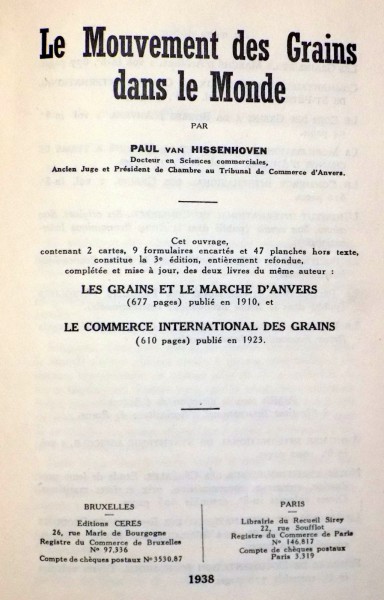 Le Mouvement des Grains
dans le Monde
PAR
PAUL VAN HISSENHOVEN
Docteur en Sciences commerciales,
Ancien Juge et Président de Chambre au Tribunal de Commerce d'Anvers.
Cet ouvrage,
contenant 2 cartes, 9 formulaires encartés et 47 planches hors texte,
constitue la 3e édition, entièrement refondue,
complétée et mise à jour, des deux livres du même auteur :
LES GRAINS ET LE MARCHE D'ANVERS
(677 pages) publié en 1910, et
LE COMMERCE INTERNATIONAL DES GRAINS
(610 pages) publié en 1923.
BRUXELLES
Editions CERES
26, rue Marie de Bourgogne
Registre du Commerce de Bruxelles
No 97,336
Compte de chèques postaux No 3530.87
PARIS
Librairie du Recueil Sirey
22, rue Soufflot
Registre du Commerce de Paris
No 146.817
Compte de chèques postaux
Paris 3.319
1938